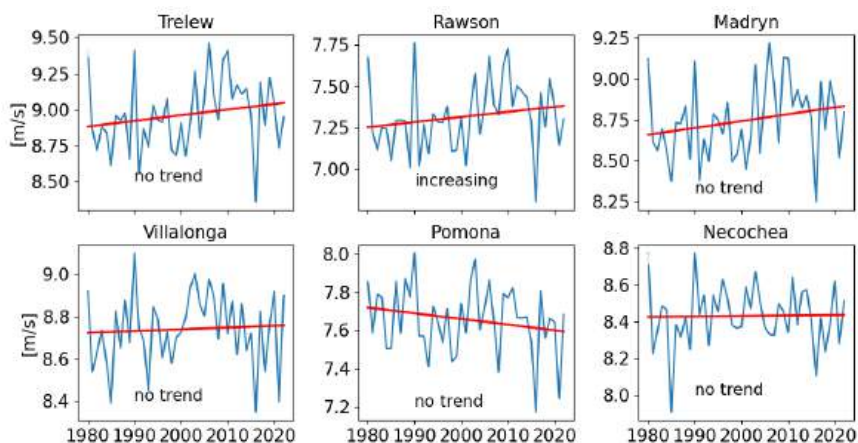 Trelew
9.50
9.25
9.00
8.75
8.50
[m/s]
no trend
Rawson
7.75
7.50
7.25
7.00
increasing
Madryn
9.25
9.00
8.75
8.50
8.25
no trend
Villalonga
9.0
8.8
8.6
8.4
[m/s]
no trend
1980 1990 2000 2010 2020
Pomona
8.0
7.8
7.6
7.4
7.2
no trend
1980 1990 2000 2010 2020
Necochea
8.8
8.6
8.4
8.2
8.0
no trend
1980 1990 2000 2010 2020